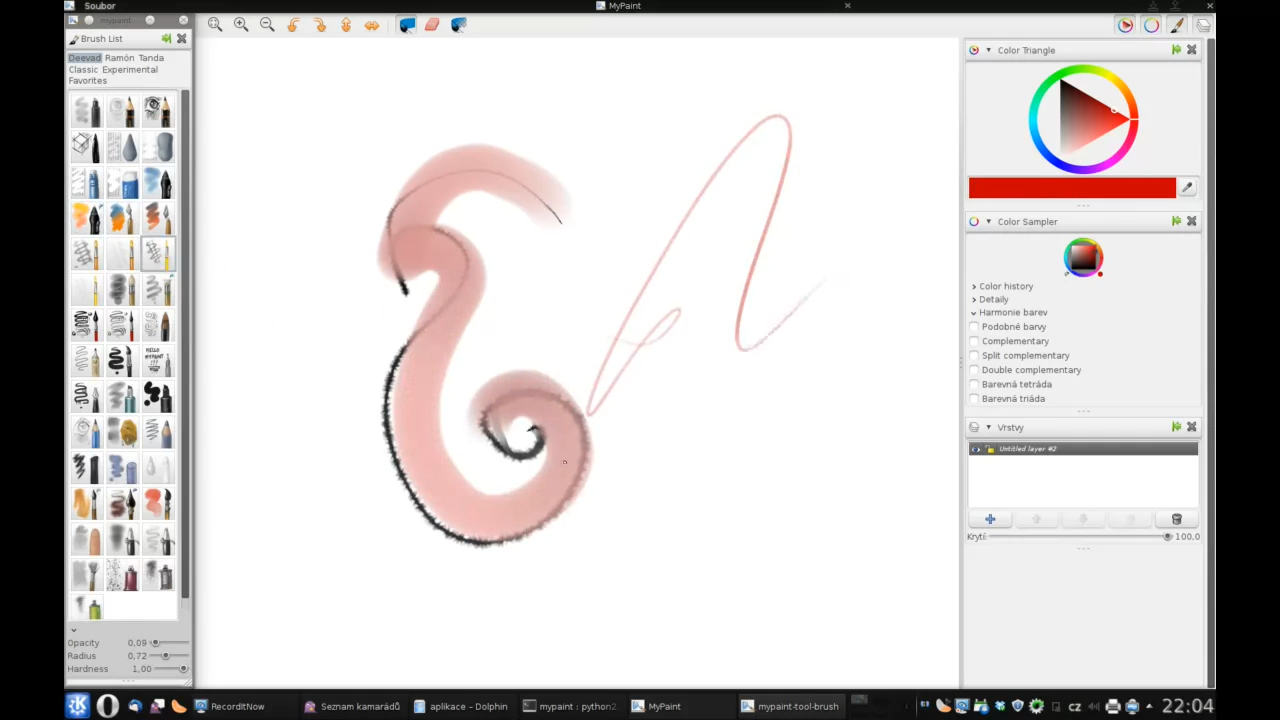 Soubor
MyPaint
mypaint
Brush List
Deevad Ramón Tanda
Classic Experimental
Favorites
HELLO
MYPAINT
!!!
Opacity 0,09
Radius 0,72
Hardness 1,00
Color Triangle
Color Sampler
Color history
Detaily
Harmonie barev
Podobné barvy
Complementary
Split complementary
Double complementary
Barevná tetráda
Barevná triáda
Vrstvy
Untitled layer #2
Krytí: 100,0
RecorditNow
Seznam kamarádů
aplikace – Dolphin
mypaint : python2
MyPaint
mypaint-tool-brush
cz
22:04